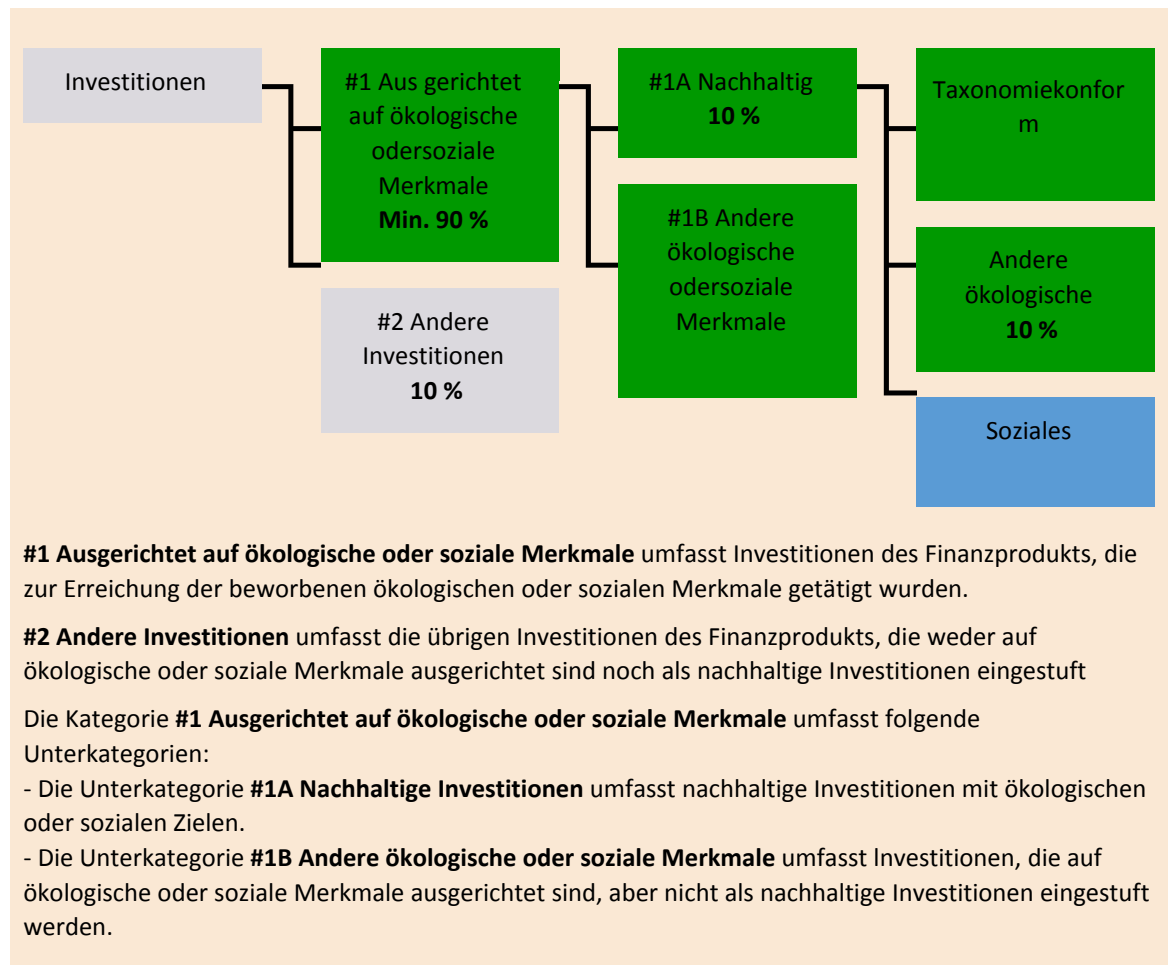 Investitionen
#1 Aus gerichtet
auf ökologische
odersoziale
Merkmale
Min. 90 %
#2 Andere
Investitionen
10 %
#1A Nachhaltig
10 %
#1B Andere
ökologische
odersoziale
Merkmale
Taxonomiekonfor
m
Andere
ökologische
10 %
Soziales
#1 Ausgerichtet auf ökologische oder soziale Merkmale umfasst Investitionen des Finanzprodukts, die
zur Erreichung der beworbenen ökologischen oder sozialen Merkmale getätigt wurden.
#2 Andere Investitionen umfasst die übrigen Investitionen des Finanzprodukts, die weder auf
ökologische oder soziale Merkmale ausgerichtet sind noch als nachhaltige Investitionen eingestuft
Die Kategorie #1 Ausgerichtet auf ökologische oder soziale Merkmale umfasst folgende
Unterkategorien:
- Die Unterkategorie #1A Nachhaltige Investitionen umfasst nachhaltige Investitionen mit ökologischen
oder sozialen Zielen.
- Die Unterkategorie #1B Andere ökologische oder soziale Merkmale umfasst lnvestitionen, die auf
ökologische oder soziale Merkmale ausgerichtet sind, aber nicht als nachhaltige Investitionen eingestuft
werden.